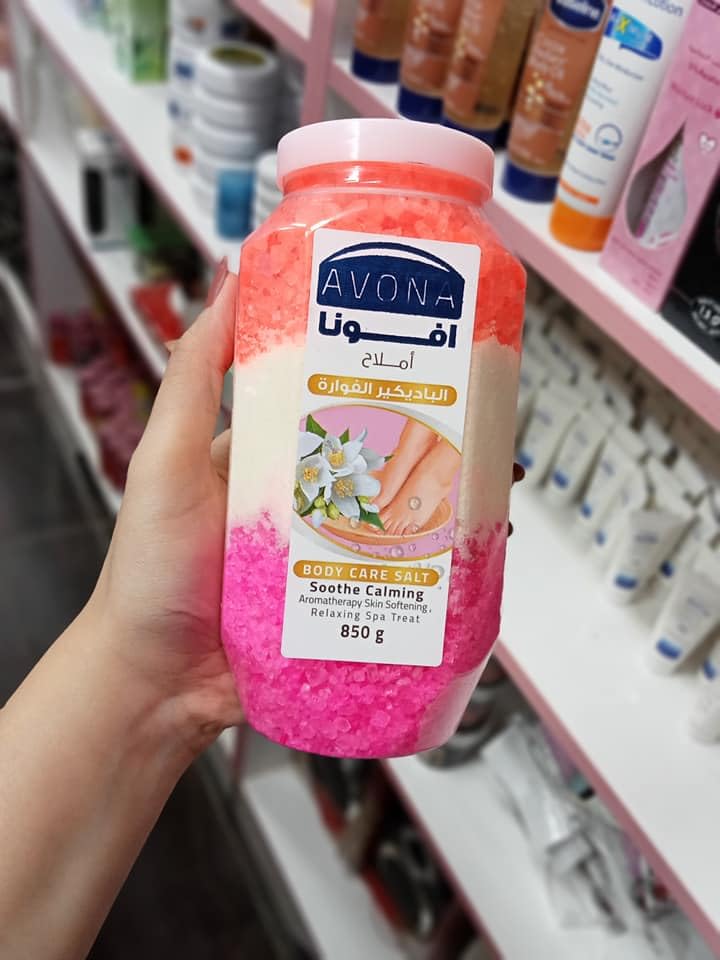 AVONA
افونا
أملاح
الباديكير الفوارة
BODY CARE SALT
Soothe Calming
Aromatherapy Skin Softening,
Relaxing Spa Treat
850 g